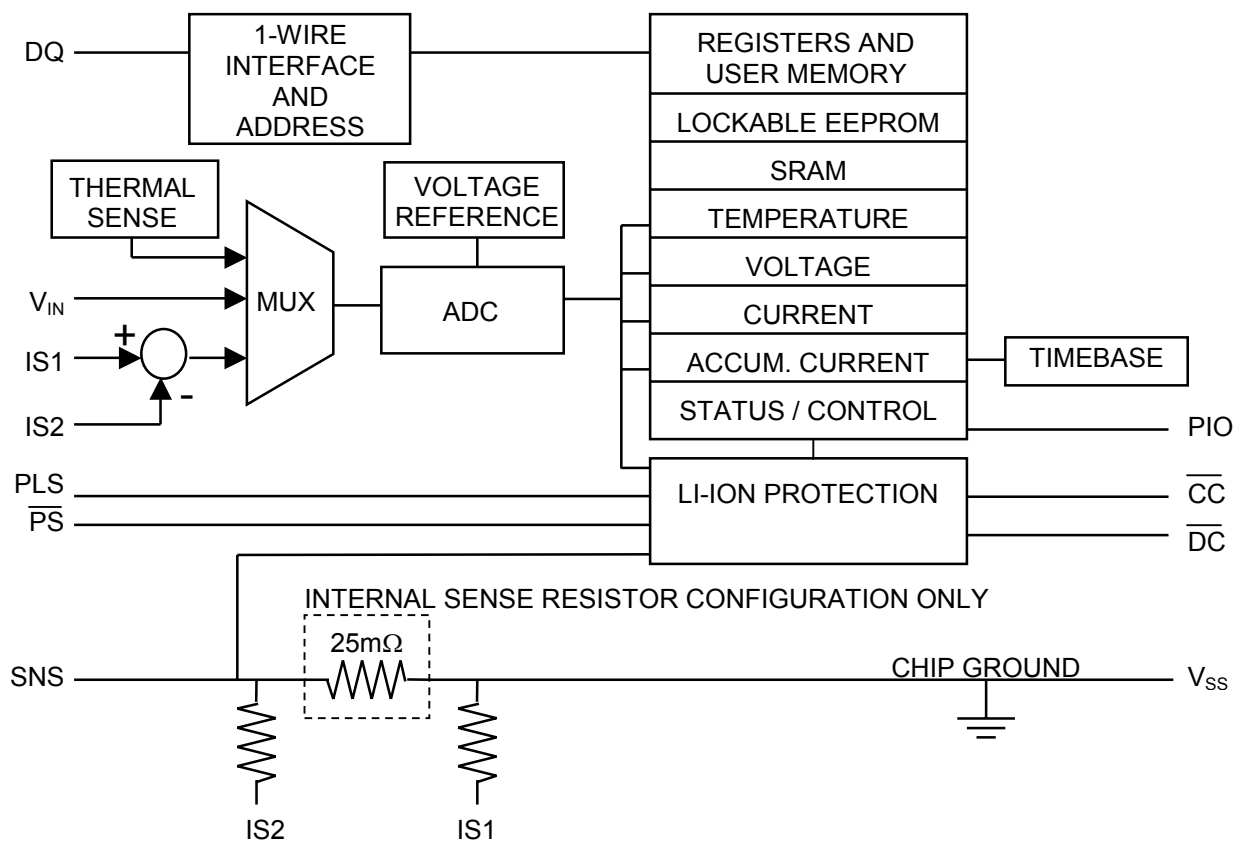 DQ
1-WIRE
INTERFACE
AND
ADDRESS
REGISTERS AND
USER MEMORY
LOCKABLE EEPROM
SRAM
TEMPERATURE
VOLTAGE
CURRENT
ACCUM. CURRENT
STATUS / CONTROL
THERMAL
SENSE
VOLTAGE
REFERENCE
MUX
ADC
TIMEBASE
VIN
+
IS1
-
IS2
PIO
PLS
PS
LI-ION PROTECTION
CC
DC
INTERNAL SENSE RESISTOR CONFIGURATION ONLY
25mΩ
SNS
CHIP GROUND
VSS
IS2
IS1